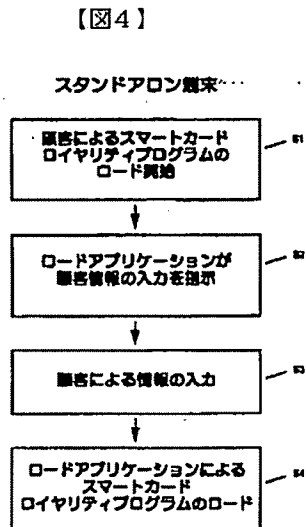 【図4】
スタンドアロン端末
顧客によるスマートカード
ロイヤリティプログラムの
ロード開始
S1
ロードアプリケーションが
顧客情報の入力を指示
S2
顧客による情報の入力
S3
ロードアプリケーションによる
スマートカード
ロイヤリティプログラムのロード
S4